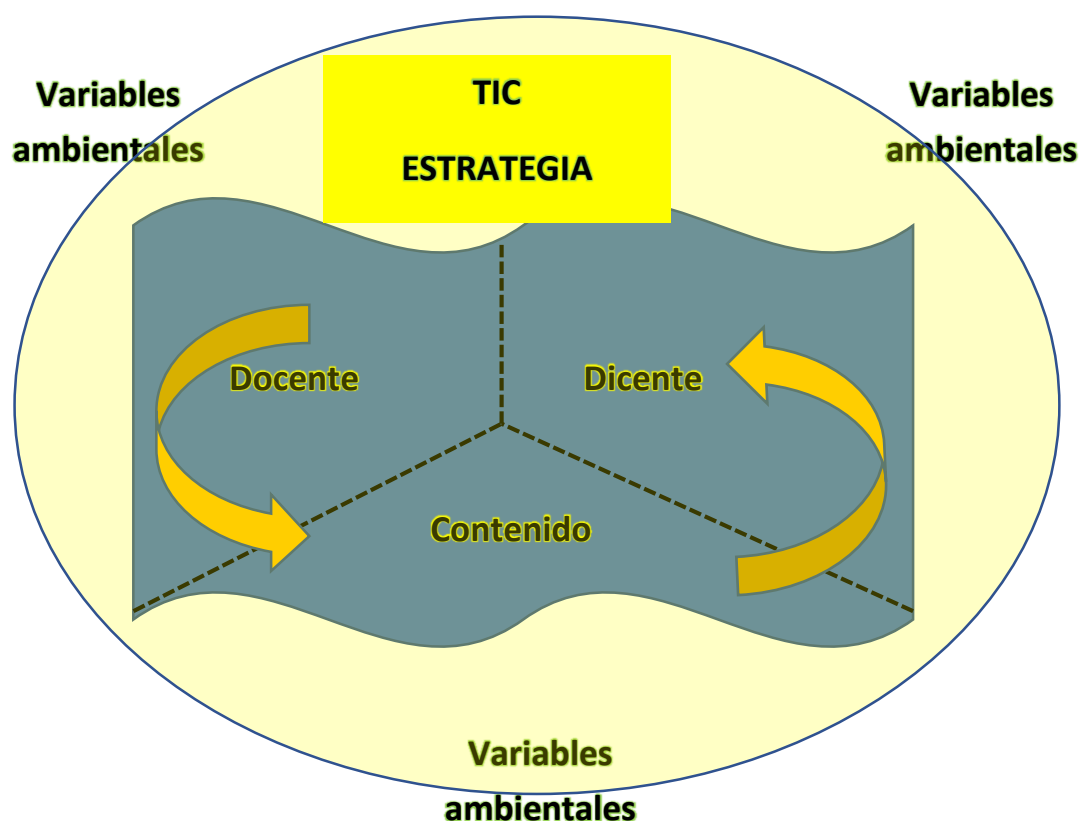 Variables
ambientales
TIC
ESTRATEGIA
Variables
ambientales
Docente
Dicente
Contenido
Variables
ambientales